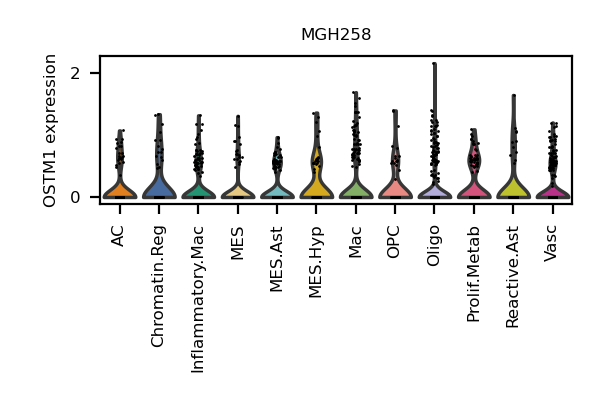 MGH258
OSTM1 expression
2
0
AC
Chromatin.Reg
Inflammatory.Mac
MES
MES.Ast
MES.Hyp
Mac
OPC
Oligo
Prolif.Metab
Reactive.Ast
Vasc